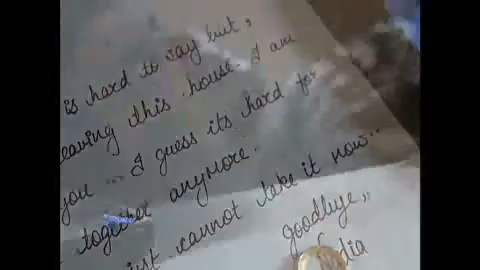 is hard to say but,
leaving this house. I am
you ... I guess its hard for
together anymore.
just cannot take it now..
goodbye,,